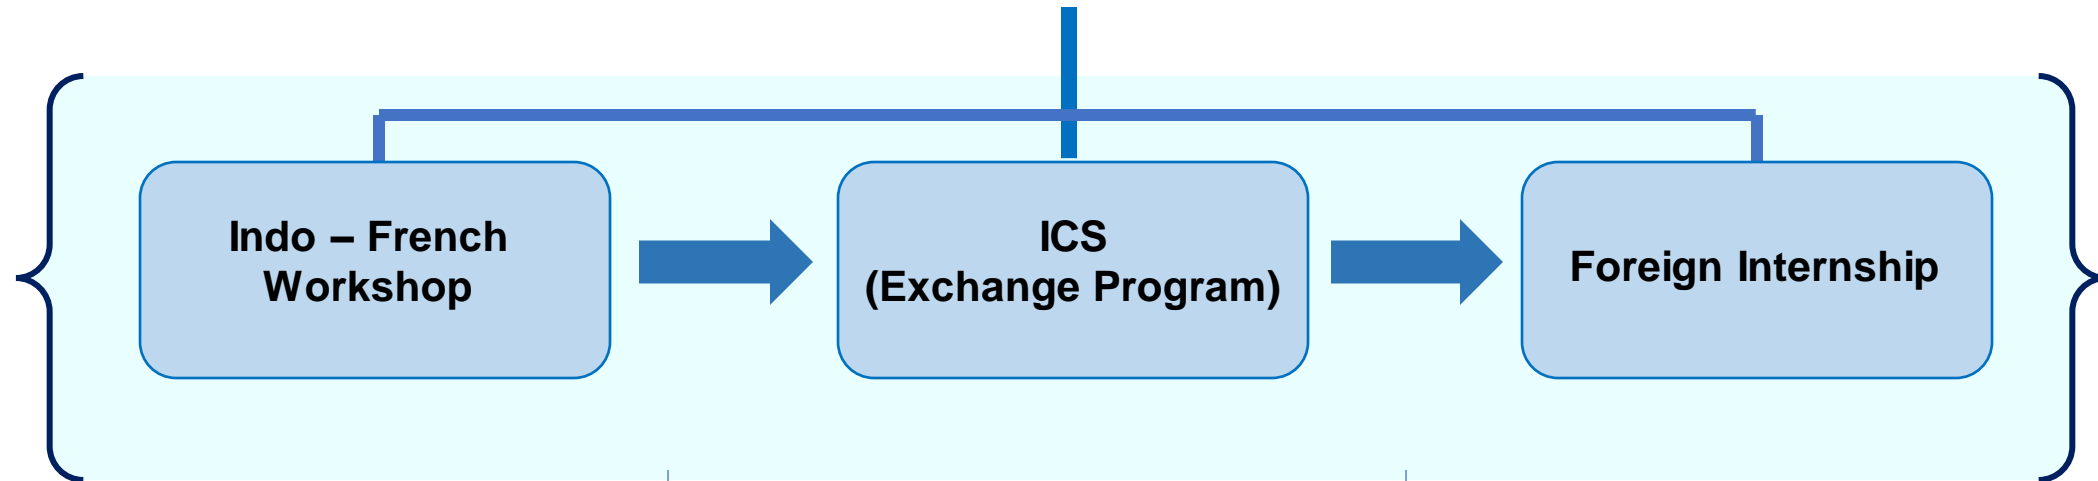 Indo – French
Workshop
ICS
(Exchange Program)
Foreign Internship